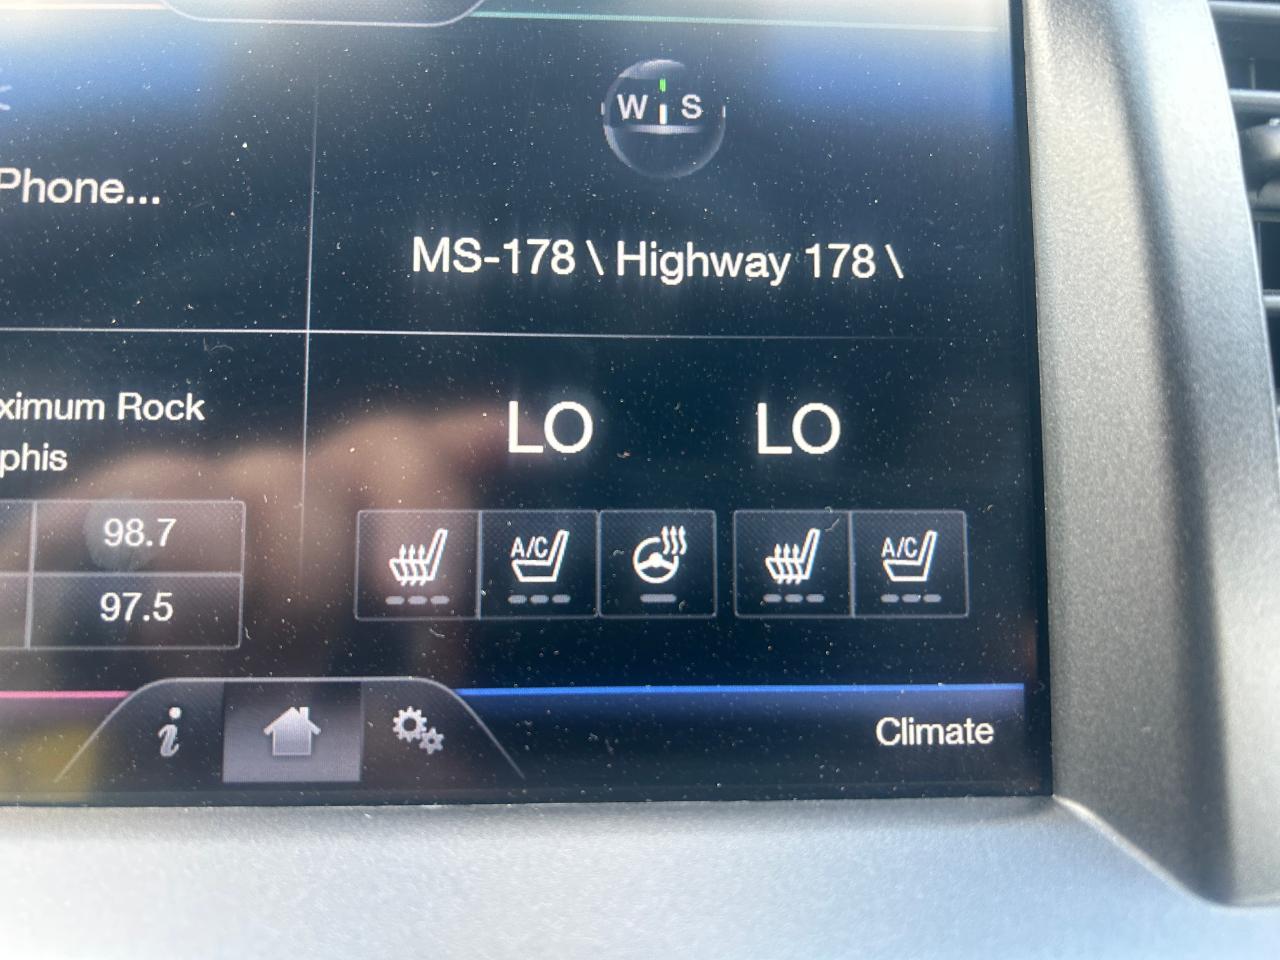 W S
Phone...
MS-178 \ Highway 178 \
ximum Rock
phis
LO LO
98.7
97.5
A/C A/C
i
Climate